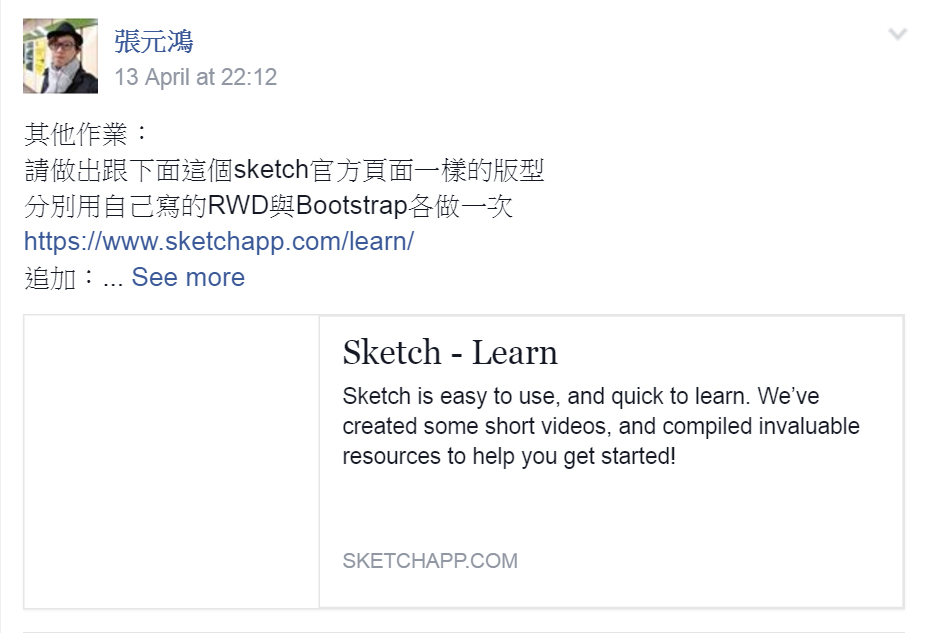 張元鴻
13 April at 22:12
其他作業：
請做出跟下面這個sketch官方頁面一樣的版型
分別用自己寫的RWD與Bootstrap各做一次
https://www.sketchapp.com/learn/
追加：... See more
Sketch - Learn
Sketch is easy to use, and quick to learn. We’ve
created some short videos, and compiled invaluable
resources to help you get started!
SKETCHAPP.COM